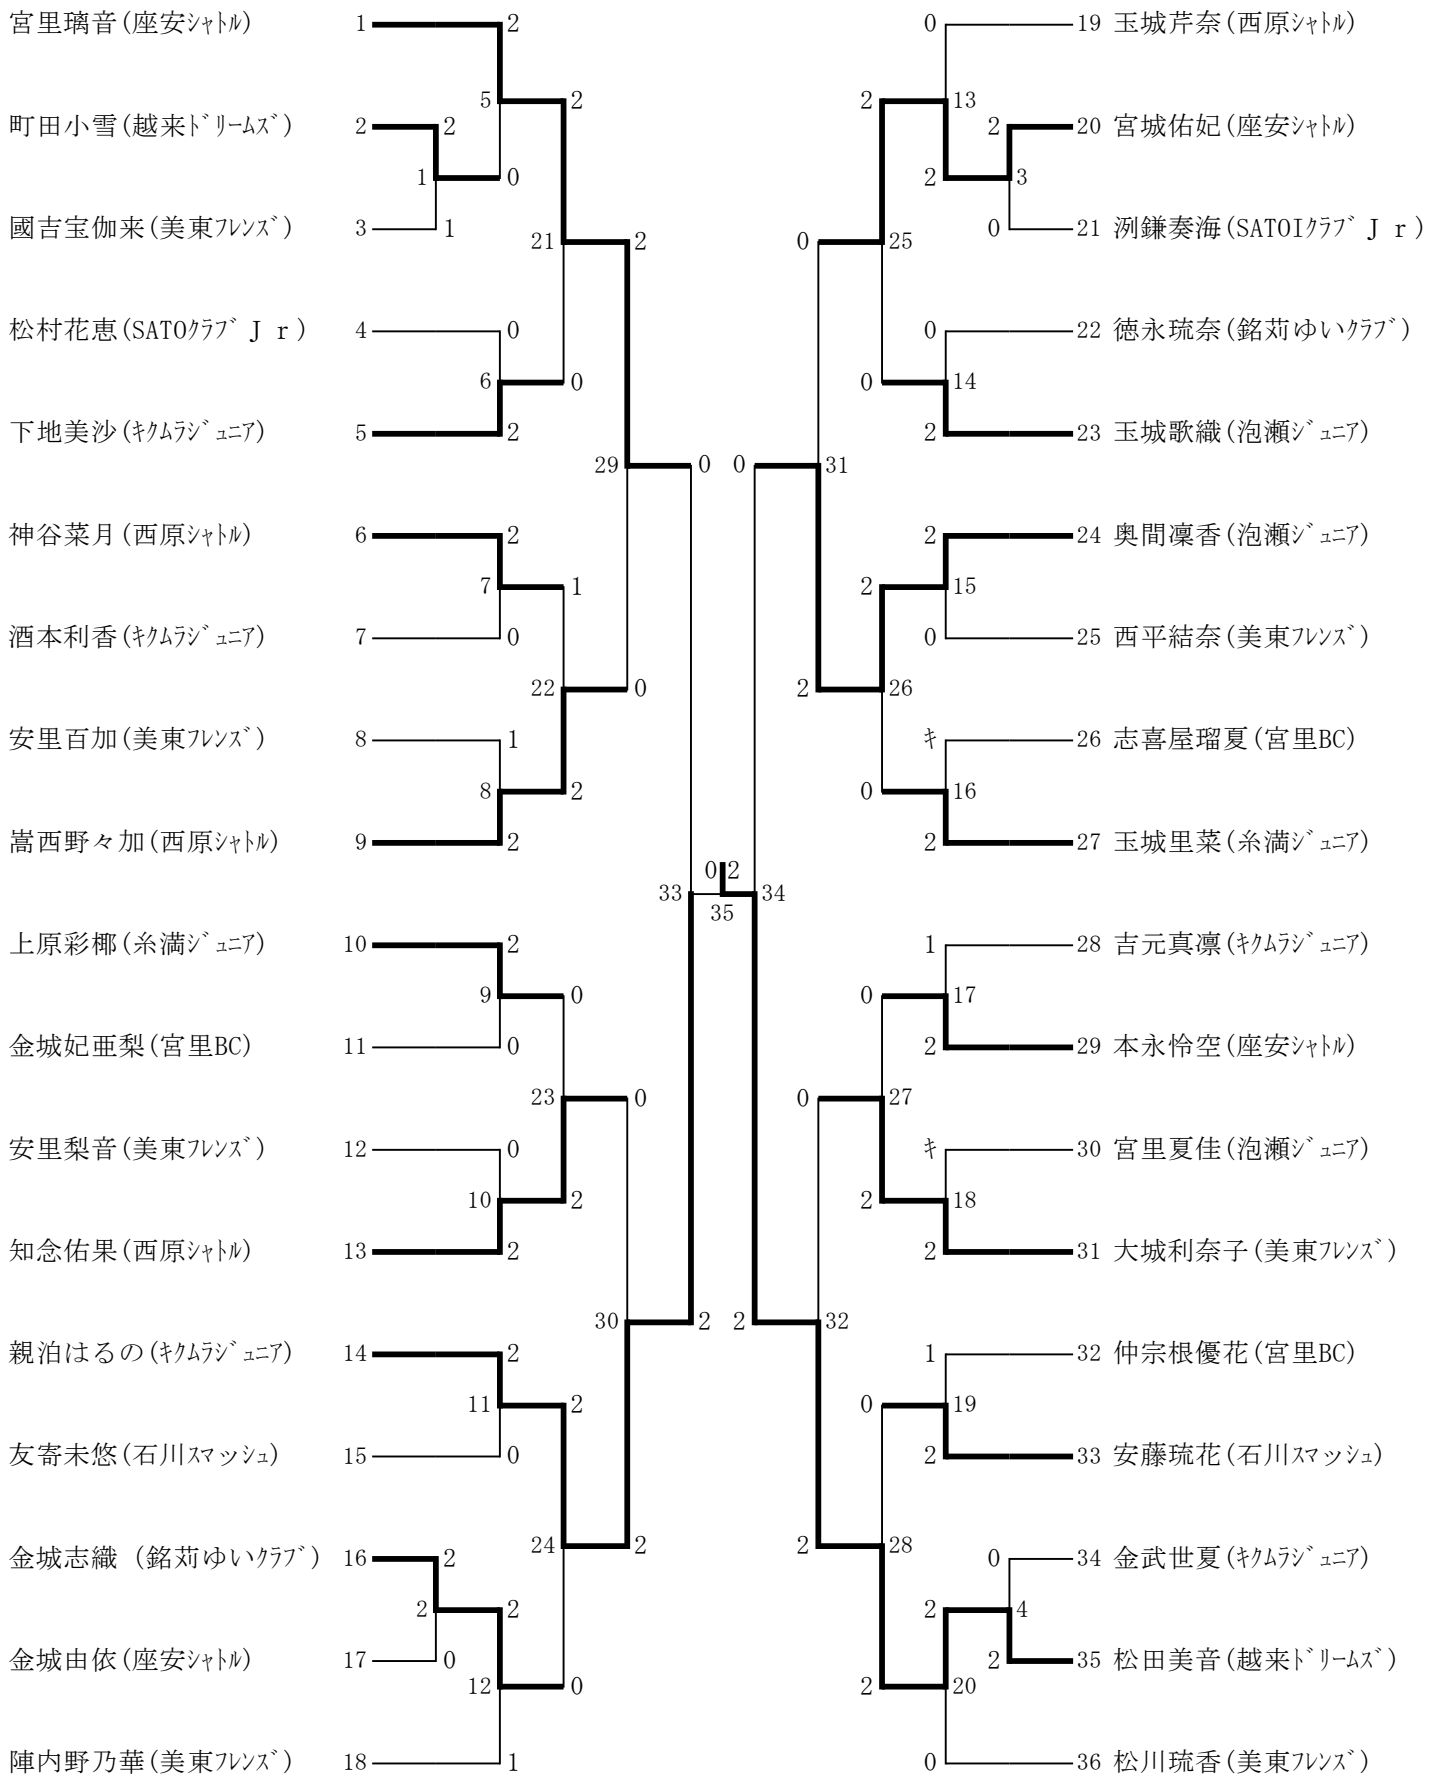 宮里璃音(座安ｼｬﾄﾙ) 1 2 0 19 玉城芹奈(西原ｼｬﾄﾙ)
5 2 2 13
町田小雪(越来ﾄﾞﾘｰﾑｽﾞ) 2 2 2 20 宮城佑妃(座安ｼｬﾄﾙ)
1 0 2 3
國吉宝伽来(美東ﾌﾚﾝｽﾞ) 3 1 0 21 洌鎌奏海(SATOIｸﾗﾌﾞＪｒ)
21 2 0 25
松村花恵(SATOｸﾗﾌﾞＪｒ) 4 0 0 22 徳永琉奈(銘苅ゆいｸﾗﾌﾞ)
6 0 0 14
下地美沙(ｷｸﾑﾗｼﾞｭﾆｱ) 5 2 2 23 玉城歌織(泡瀬ｼﾞｭﾆｱ)
29 0 0 31
神谷菜月(西原ｼｬﾄﾙ) 6 2 2 24 奥間凜香(泡瀬ｼﾞｭﾆｱ)
7 1 2 15
酒本利香(ｷｸﾑﾗｼﾞｭﾆｱ) 7 0 0 25 西平結奈(美東ﾌﾚﾝｽﾞ)
22 0 2 26
安里百加(美東ﾌﾚﾝｽﾞ) 8 1 ｷ 26 志喜屋瑠夏(宮里BC)
8 2 0 16
嵩西野々加(西原ｼｬﾄﾙ) 9 2 2 27 玉城里菜(糸満ｼﾞｭﾆｱ)
0 2
33 34
35
上原彩椰(糸満ｼﾞｭﾆｱ) 10 2 1 28 吉元真凛(ｷｸﾑﾗｼﾞｭﾆｱ)
9 0 0 17
金城妃亜梨(宮里BC) 11 0 2 29 本永怜空(座安ｼｬﾄﾙ)
23 0 0 27
安里梨音(美東ﾌﾚﾝｽﾞ) 12 0 ｷ 30 宮里夏佳(泡瀬ｼﾞｭﾆｱ)
10 2 2 18
知念佑果(西原ｼｬﾄﾙ) 13 2 2 31 大城利奈子(美東ﾌﾚﾝｽﾞ)
30 2 2 32
親泊はるの(ｷｸﾑﾗｼﾞｭﾆｱ) 14 2 1 32 仲宗根優花(宮里BC)
11 2 0 19
友寄未悠(石川ｽﾏｯｼｭ) 15 0 2 33 安藤琉花(石川ｽﾏｯｼｭ)
24 2 2 28
金城志織 (銘苅ゆいｸﾗﾌﾞ) 16 2 0 34 金武世夏(ｷｸﾑﾗｼﾞｭﾆｱ)
2 2 2 4
金城由依(座安ｼｬﾄﾙ) 17 0 2 35 松田美音(越来ﾄﾞﾘｰﾑｽﾞ)
12 0 2 20
陣内野乃華(美東ﾌﾚﾝｽﾞ) 18 1 0 36 松川琉香(美東ﾌﾚﾝｽﾞ)